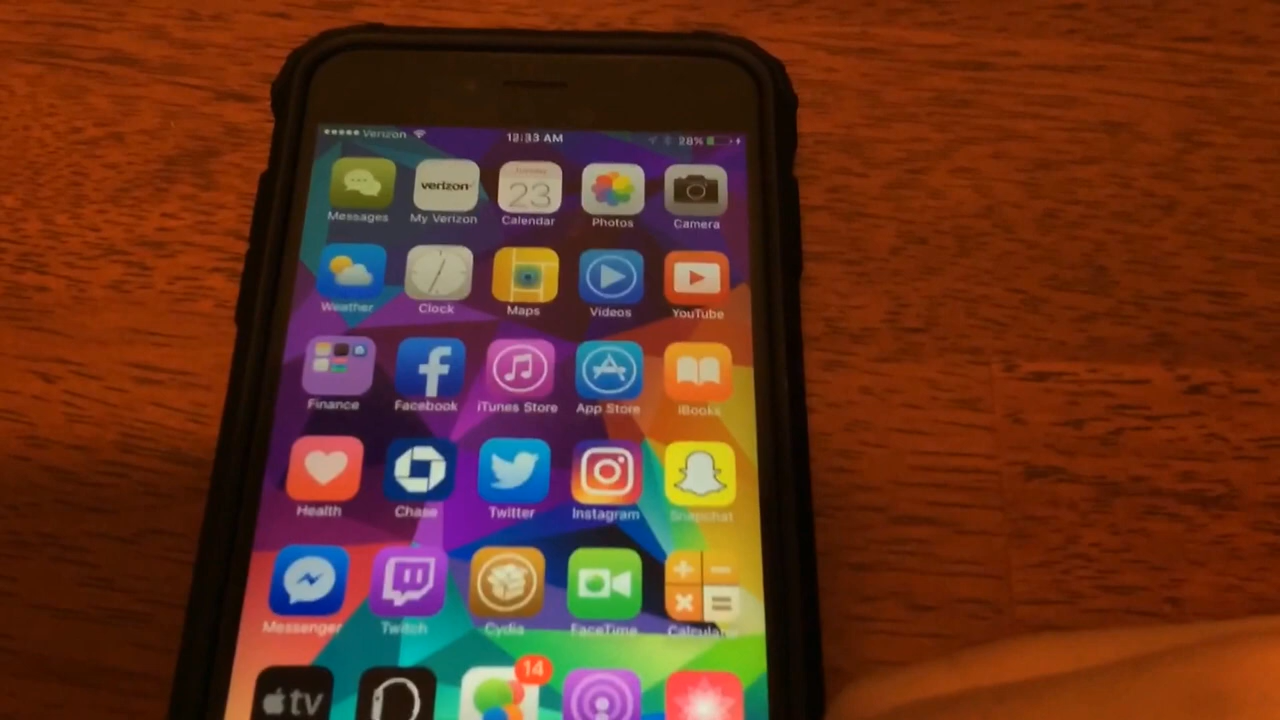 Verizon 12:33 AM 28%
verizon
23
Messages My Verizon Calendar Photos Camera
Weather Clock Maps Videos YouTube
Finance Facebook iTunes Store App Store iBooks
Health Chase Twitter Instagram Snapchat
Messenger Twitch Cydia FaceTime Calculator
14
tv